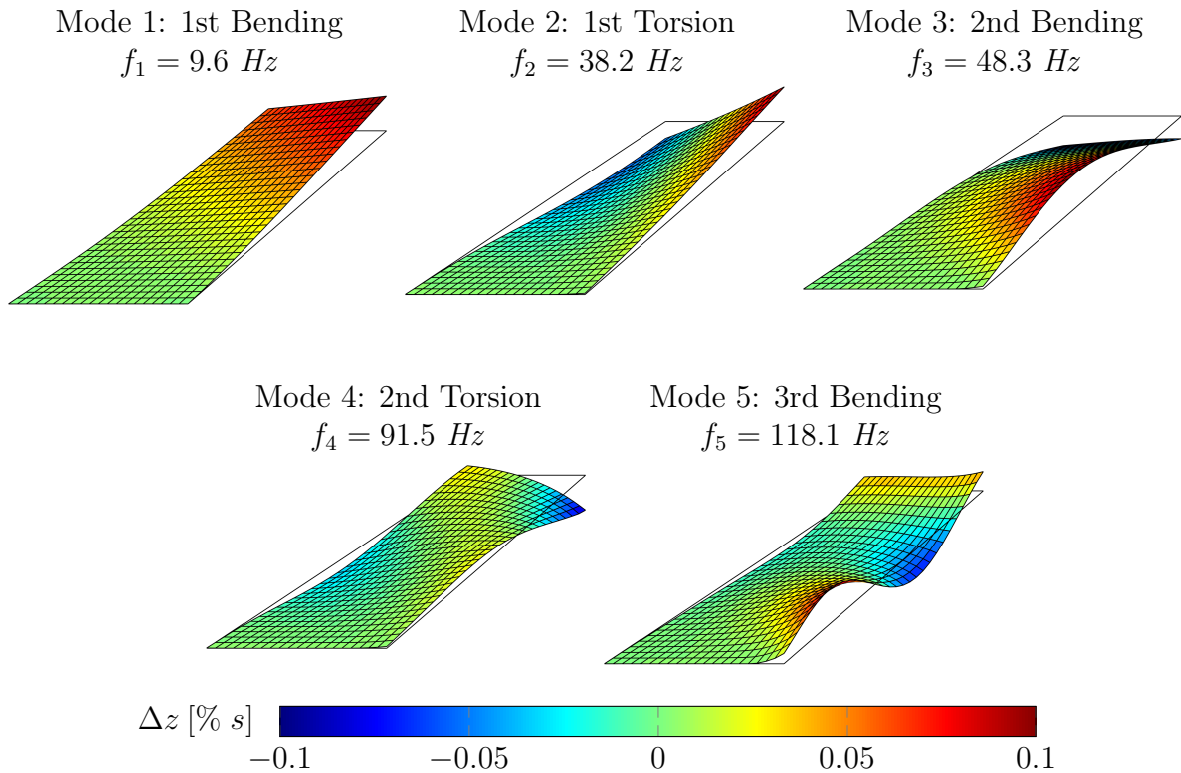 Mode 1: 1st Bending
f₁ = 9.6 Hz
Mode 2: 1st Torsion
f₂ = 38.2 Hz
Mode 3: 2nd Bending
f₃ = 48.3 Hz
Mode 4: 2nd Torsion
f₄ = 91.5 Hz
Mode 5: 3rd Bending
f₅ = 118.1 Hz
Δz [% s]
−0.1 −0.05 0 0.05 0.1